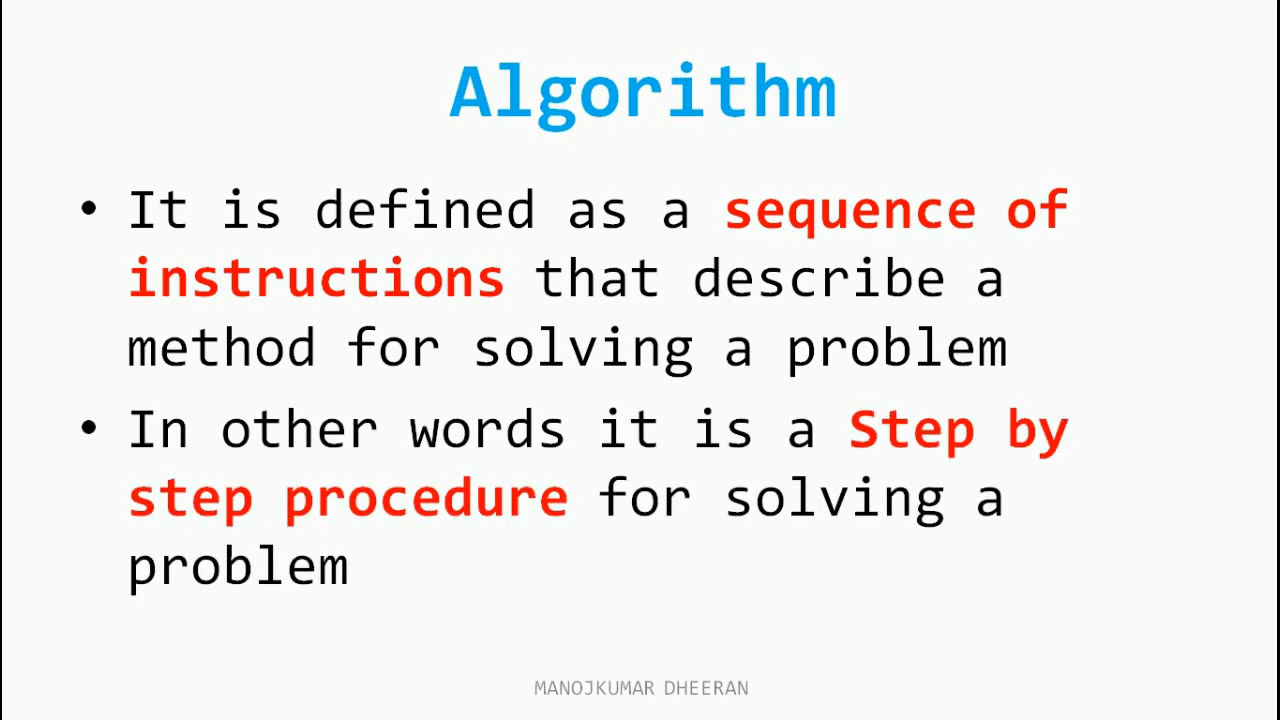 Algorithm
• It is defined as a sequence of
instructions that describe a
method for solving a problem
• In other words it is a Step by
step procedure for solving a
problem
MANOJKUMAR DHEERAN